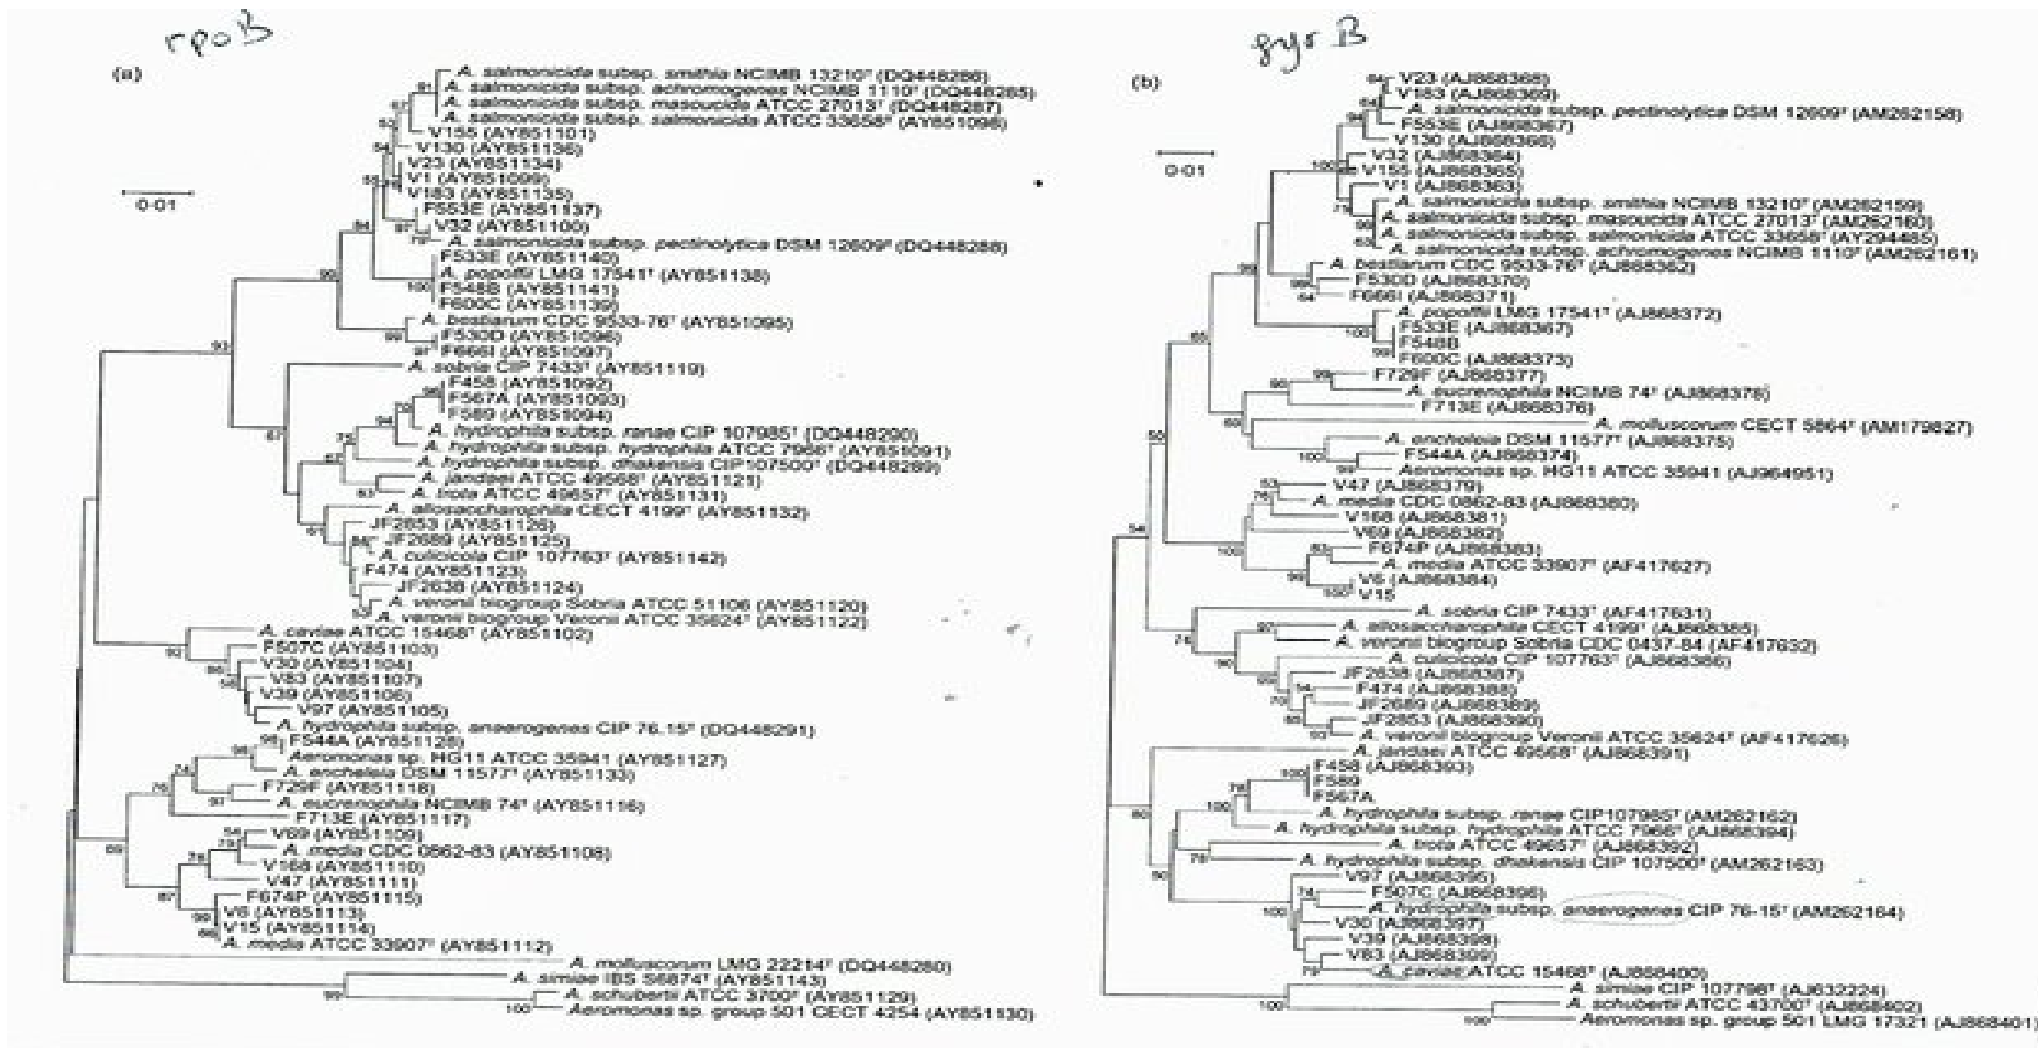 rpoB
(a)
A. salmonicida subsp. smithia NCIMB 13210ᵀ (DQ448286)
A. salmonicida subsp. achromogenes NCIMB 1110ᵀ (DQ448285)
A. salmonicida subsp. masoucida ATCC 27013ᵀ (DQ448287)
A. salmonicida subsp. salmonicida ATCC 33658ᵀ (AY851098)
V155 (AY851101)
V130 (AY851136)
V23 (AY851134)
V1 (AY851099)
V183 (AY851135)
0·01
F553E (AY851137)
V32 (AY851100)
A. salmonicida subsp. pectinolytica DSM 12609ᵀ (DQ448288)
F533E (AY851140)
A. popoffii LMG 17541ᵀ (AY851138)
F548B (AY851141)
F600C (AY851139)
A. bestiarum CDC 9533-76ᵀ (AY851095)
F530D (AY851096)
F666I (AY851097)
A. sobria CIP 7433ᵀ (AY851119)
F458 (AY851092)
F567A (AY851093)
F589 (AY851094)
A. hydrophila subsp. ranae CIP 107985ᵀ (DQ448290)
A. hydrophila subsp. hydrophila ATCC 7966ᵀ (AY851091)
A. hydrophila subsp. dhakensis CIP107500ᵀ (DQ448289)
A. jandaei ATCC 49568ᵀ (AY851121)
A. trota ATCC 49657ᵀ (AY851131)
A. allosaccharophila CECT 4199ᵀ (AY851132)
JF2853 (AY851126)
JF2689 (AY851125)
A. culicicola CIP 107763ᵀ (AY851142)
F474 (AY851123)
JF2638 (AY851124)
A. veronii biogroup Sobria ATCC 51106 (AY851120)
A. veronii biogroup Veronii ATCC 35624ᵀ (AY851122)
A. caviae ATCC 15468ᵀ (AY851102)
F507C (AY851103)
V30 (AY851104)
V83 (AY851107)
V39 (AY851106)
V97 (AY851105)
A. hydrophila subsp. anaerogenes CIP 76.15ᵀ (DQ448291)
F544A (AY851128)
Aeromonas sp. HG11 ATCC 35941 (AY851127)
A. encheleia DSM 11577ᵀ (AY851133)
F729F (AY851118)
A. eucrenophila NCIMB 74ᵀ (AY851116)
F713E (AY851117)
V69 (AY851109)
A. media CDC 0862-83 (AY851108)
V168 (AY851110)
V47 (AY851111)
F674P (AY851115)
V6 (AY851113)
V15 (AY851114)
A. media ATCC 33907ᵀ (AY851112)
A. molluscorum LMG 22214ᵀ (DQ448280)
A. simiae IBS S6874ᵀ (AY851143)
A. schubertii ATCC 3700ᵀ (AY851129)
Aeromonas sp. group 501 CECT 4254 (AY851130)
gyr B
(b)
V23 (AJ868368)
V183 (AJ868369)
A. salmonicida subsp. pectinolytica DSM 12609ᵀ (AM262158)
F553E (AJ868367)
V130 (AJ868366)
V32 (AJ868364)
V155 (AJ868365)
0·01
V1 (AJ868363)
A. salmonicida subsp. smithia NCIMB 13210ᵀ (AM262159)
A. salmonicida subsp. masoucida ATCC 27013ᵀ (AM262160)
A. salmonicida subsp. salmonicida ATCC 33658ᵀ (AY294485)
A. salmonicida subsp. achromogenes NCIMB 1110ᵀ (AM262161)
A. bestiarum CDC 9533-76ᵀ (AJ868362)
F530D (AJ868370)
F666I (AJ868371)
A. popoffii LMG 17541ᵀ (AJ868372)
F533E (AJ868367)
F548B
F600C (AJ868373)
F729F (AJ868377)
A. eucrenophila NCIMB 74ᵀ (AJ868378)
F713E (AJ868376)
A. molluscorum CECT 5864ᵀ (AM179827)
A. encheleia DSM 11577ᵀ (AJ868375)
F544A (AJ868374)
Aeromonas sp. HG11 ATCC 35941 (AJ964951)
V47 (AJ868379)
A. media CDC 0862-83 (AJ868380)
V168 (AJ868381)
V69 (AJ868382)
F674P (AJ868383)
A. media ATCC 33907ᵀ (AF417627)
V6 (AJ868384)
V15
A. sobria CIP 7433ᵀ (AF417631)
A. allosaccharophila CECT 4199ᵀ (AJ868385)
A. veronii biogroup Sobria CDC 0437-84 (AF417632)
A. culicicola CIP 107763ᵀ (AJ868386)
JF2638 (AJ868387)
F474 (AJ868388)
JF2689 (AJ868389)
JF2853 (AJ868390)
A. veronii biogroup Veronii ATCC 35624ᵀ (AF417626)
A. jandaei ATCC 49568ᵀ (AJ868391)
F458 (AJ868393)
F589
F567A
A. hydrophila subsp. ranae CIP107985ᵀ (AM262162)
A. hydrophila subsp. hydrophila ATCC 7966ᵀ (AJ868394)
A. trota ATCC 49657ᵀ (AJ868392)
A. hydrophila subsp. dhakensis CIP 107500ᵀ (AM262163)
V97 (AJ868395)
F507C (AJ868396)
A. hydrophila subsp. anaerogenes CIP 76-15ᵀ (AM262164)
V30 (AJ868397)
V39 (AJ868398)
V83 (AJ868399)
A. caviae ATCC 15468ᵀ (AJ868400)
A. simiae CIP 107798ᵀ (AJ632224)
A. schubertii ATCC 43700ᵀ (AJ868402)
Aeromonas sp. group 501 LMG 17321 (AJ868401)